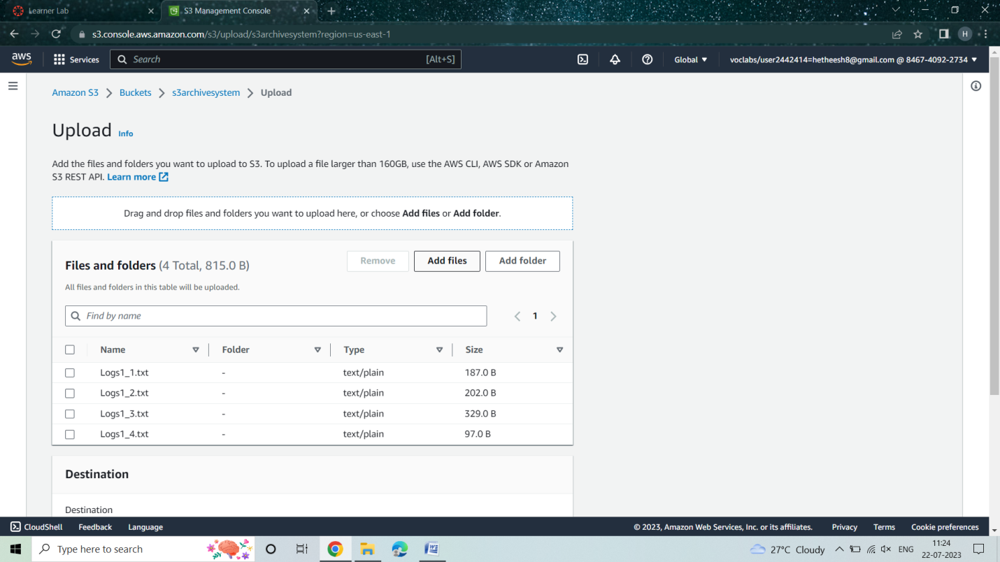 Learner Lab
S3 Management Console
s3.console.aws.amazon.com/s3/upload/s3archivesystem?region=us-east-1
H
aws
Services
Search
[Alt+S]
Global
voclabs/user2442414=hetheesh8@gmail.com @ 8467-4092-2734
Amazon S3 > Buckets > s3archivesystem > Upload
Upload Info
Add the files and folders you want to upload to S3. To upload a file larger than 160GB, use the AWS CLI, AWS SDK or Amazon
S3 REST API. Learn more
Drag and drop files and folders you want to upload here, or choose Add files or Add folder.
Files and folders (4 Total, 815.0 B)
Remove
Add files
Add folder
All files and folders in this table will be uploaded.
Find by name
1
Name Folder Type Size
Logs1_1.txt - text/plain 187.0 B
Logs1_2.txt - text/plain 202.0 B
Logs1_3.txt - text/plain 329.0 B
Logs1_4.txt - text/plain 97.0 B
Destination
Destination
CloudShell Feedback Language
© 2023, Amazon Web Services, Inc. or its affiliates. Privacy Terms Cookie preferences
Type here to search
27°C Cloudy
ENG
11:24
22-07-2023